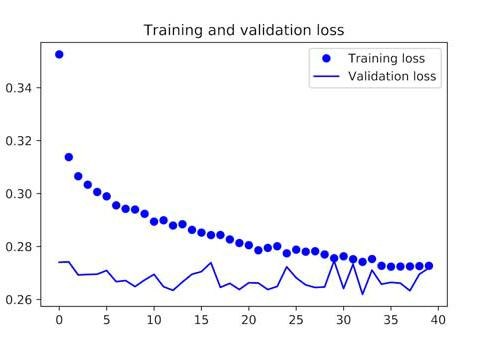 Training and validation loss
Training loss
Validation loss
0.34
0.32
0.30
0.28
0.26
0 5 10 15 20 25 30 35 40